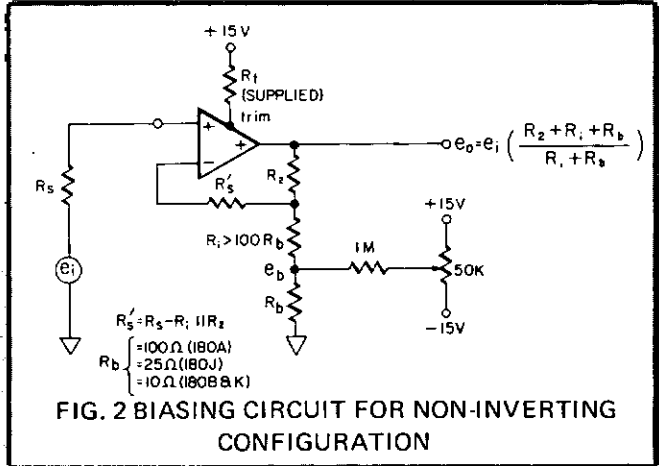 +15V
Rt
(SUPPLIED)
trim
+
+
−
eo=ei ( R2+Ri+Rb / Ri+Rb )
Rs
R's
R2
Ri>100Rb
+15V
1M
eb
50K
ei
Rb
−15V
R's=Rs−Ri IIR2
Rb { =100Ω(180A)
=25Ω(180J)
=10Ω(180B&K)
FIG. 2 BIASING CIRCUIT FOR NON-INVERTING
CONFIGURATION